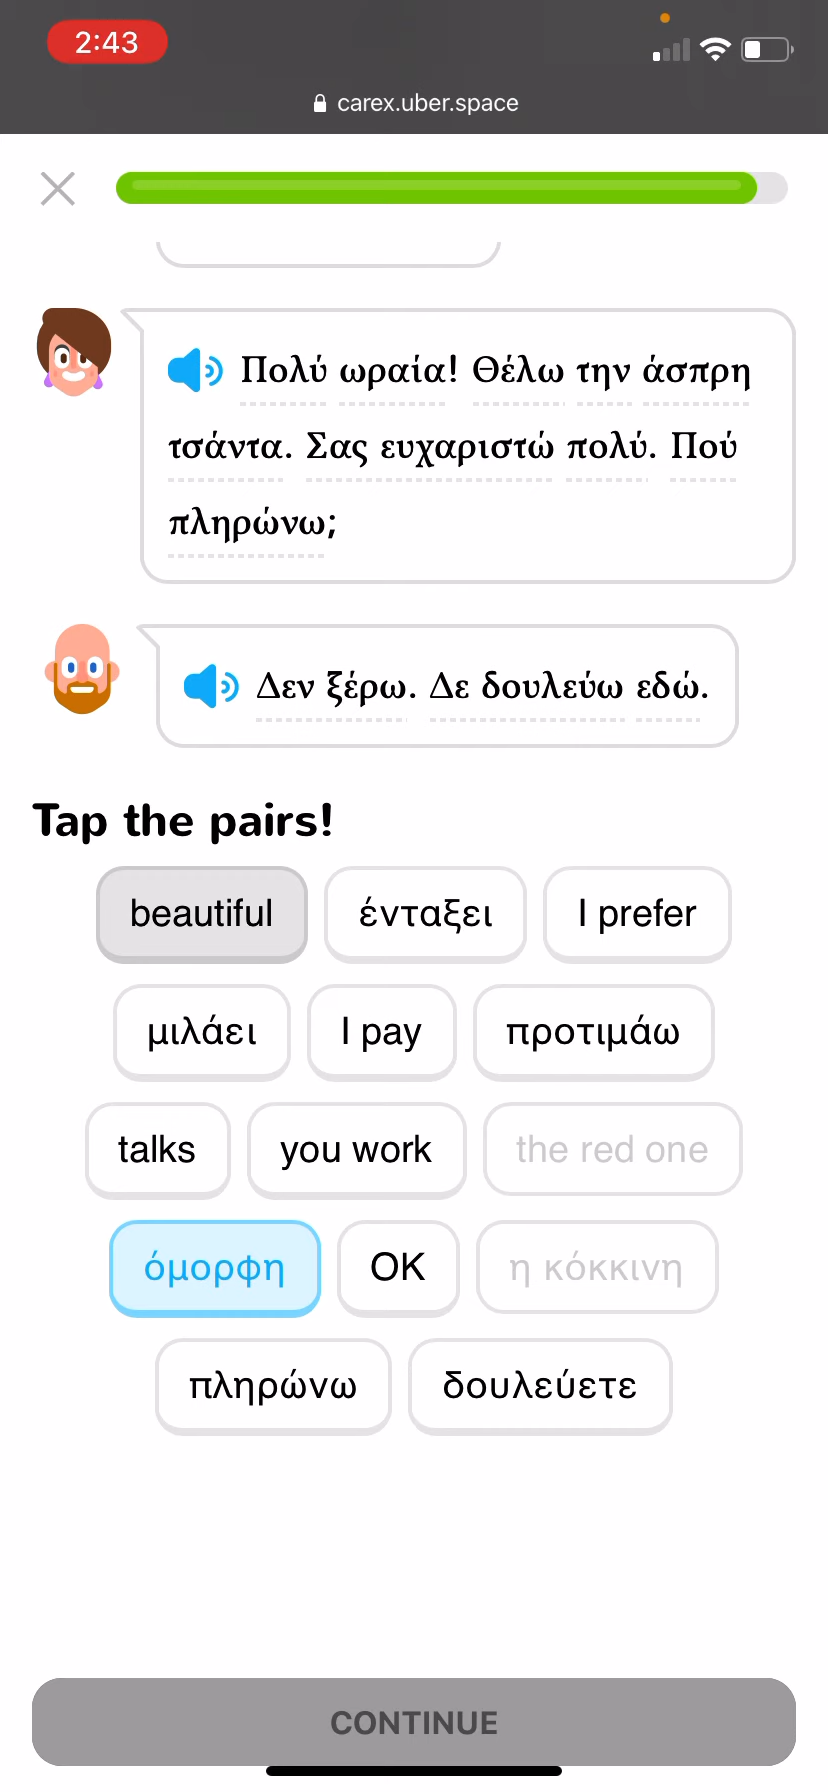 2:43
carex.uber.space
Πολύ ωραία! Θέλω την άσπρη
τσάντα. Σας ευχαριστώ πολύ. Πού
πληρώνω;
Δεν ξέρω. Δε δουλεύω εδώ.
Tap the pairs!
beautiful ένταξει I prefer
μιλάει I pay προτιμάω
talks you work the red one
όμορφη OK η κόκκινη
πληρώνω δουλεύετε
CONTINUE